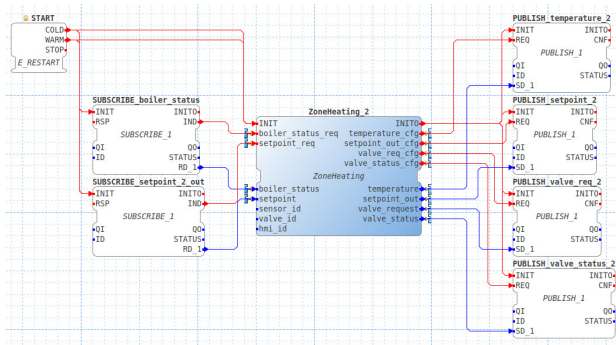 START
COLD
WARM
STOP
E_RESTART
SUBSCRIBE_boiler_status
INIT
RSP IND
SUBSCRIBE_1
QI QO
ID STATUS
RD_1
SUBSCRIBE_setpoint_2_out
INIT INITO
RSP IND
SUBSCRIBE_1
QI QO
ID STATUS
RD_1
ZoneHeating_2
INIT INITO
boiler_status_req temperature_cfg
setpoint_req setpoint_out_cfg
valve_req_cfg
valve_status_cfg
ZoneHeating
boiler_status temperature
setpoint setpoint_out
sensor_id valve_request
valve_id valve_status
hmi_id
PUBLISH_temperature_2
INIT INITO
REQ CNF
PUBLISH_1
QI QO
ID STATUS
SD_1
PUBLISH_setpoint_2
INIT INITO
REQ CNF
PUBLISH_1
QI QO
ID STATUS
SD_1
PUBLISH_valve_req_2
INIT INITO
REQ CNF
PUBLISH_1
QI QO
ID STATUS
SD_1
PUBLISH_valve_status_2
INIT INITO
REQ CNF
PUBLISH_1
QI QO
ID STATUS
SD_1